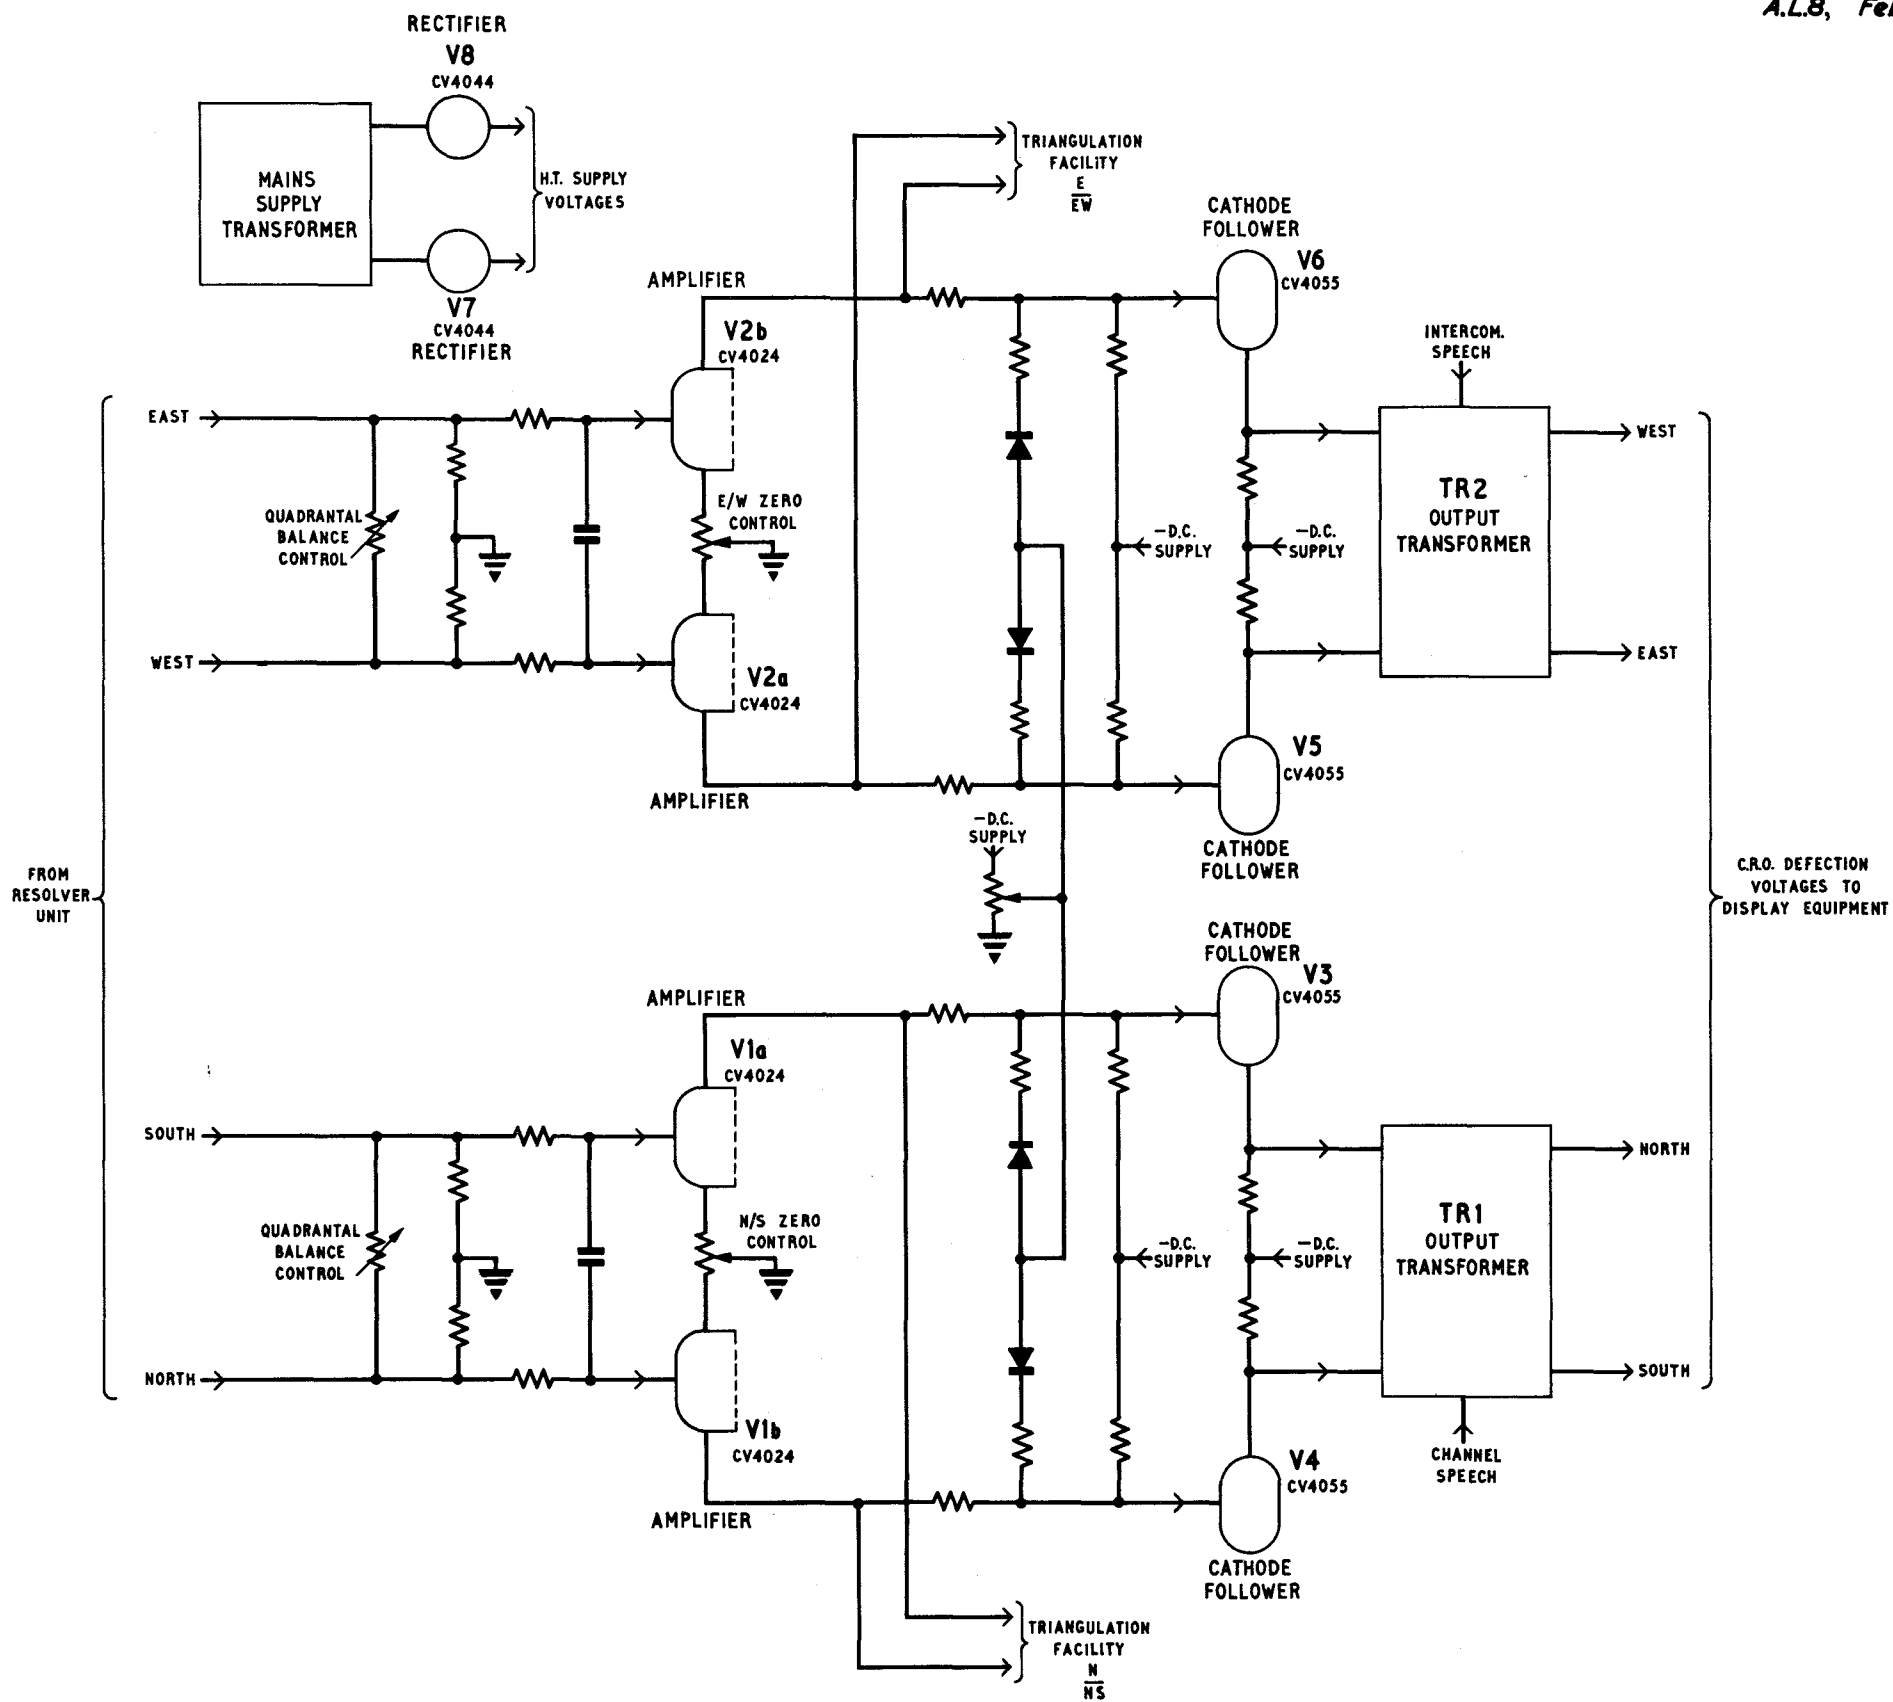 A.L.8,
RECTIFIER
V8
CV4044
MAINS
SUPPLY
TRANSFORMER
H.T. SUPPLY
VOLTAGES
V7
CV4044
RECTIFIER
TRIANGULATION
FACILITY
E
EW
CATHODE
FOLLOWER
V6
CV4055
AMPLIFIER
V2b
CV4024
INTERCOM.
SPEECH
EAST
WEST
QUADRANTAL
BALANCE
CONTROL
E/W ZERO
CONTROL
—D.C.
SUPPLY
—D.C.
SUPPLY
TR2
OUTPUT
TRANSFORMER
WEST
V2a
CV4024
EAST
V5
CV4055
AMPLIFIER
CATHODE
FOLLOWER
—D.C.
SUPPLY
FROM
RESOLVER
UNIT
C.R.O. DEFECTION
VOLTAGES TO
DISPLAY EQUIPMENT
CATHODE
FOLLOWER
V3
CV4055
AMPLIFIER
V1a
CV4024
SOUTH
NORTH
QUADRANTAL
BALANCE
CONTROL
N/S ZERO
CONTROL
—D.C.
SUPPLY
—D.C.
SUPPLY
TR1
OUTPUT
TRANSFORMER
NORTH
V1b
CV4024
SOUTH
V4
CV4055
CHANNEL
SPEECH
AMPLIFIER
CATHODE
FOLLOWER
TRIANGULATION
FACILITY
N
NS